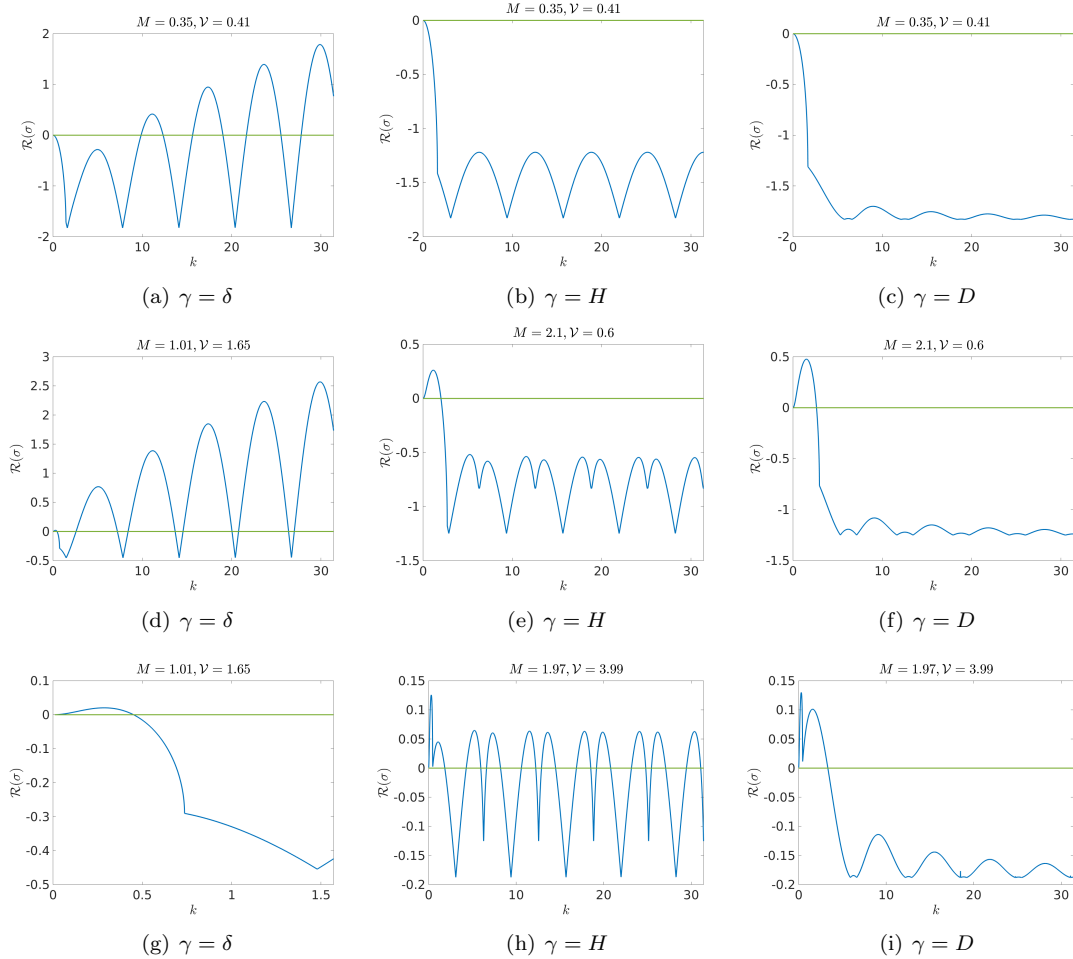 M = 0.35, 𝒱 = 0.41
2
1
0
-1
-2
ℛ(σ)
0 10 20 30
k
(a) γ = δ
M = 0.35, 𝒱 = 0.41
0
-0.5
-1
-1.5
-2
ℛ(σ)
0 10 20 30
k
(b) γ = H
M = 0.35, 𝒱 = 0.41
0
-0.5
-1
-1.5
-2
ℛ(σ)
0 10 20 30
k
(c) γ = D
M = 1.01, 𝒱 = 1.65
3
2.5
2
1.5
1
0.5
0
-0.5
ℛ(σ)
0 10 20 30
k
(d) γ = δ
M = 2.1, 𝒱 = 0.6
0.5
0
-0.5
-1
-1.5
ℛ(σ)
0 10 20 30
k
(e) γ = H
M = 2.1, 𝒱 = 0.6
0.5
0
-0.5
-1
-1.5
ℛ(σ)
0 10 20 30
k
(f) γ = D
M = 1.01, 𝒱 = 1.65
0.1
0
-0.1
-0.2
-0.3
-0.4
-0.5
ℛ(σ)
0 0.5 1 1.5
k
(g) γ = δ
M = 1.97, 𝒱 = 3.99
0.15
0.1
0.05
0
-0.05
-0.1
-0.15
-0.2
ℛ(σ)
0 10 20 30
k
(h) γ = H
M = 1.97, 𝒱 = 3.99
0.15
0.1
0.05
0
-0.05
-0.1
-0.15
-0.2
ℛ(σ)
0 10 20 30
k
(i) γ = D